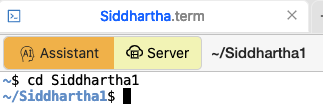 Siddhartha.term
Assistant Server ~/Siddhartha1
~$ cd Siddhartha1
~/Siddhartha1$